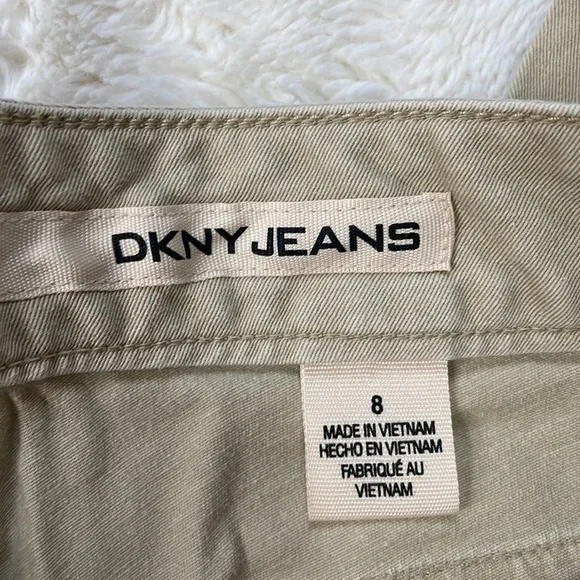 DKNY JEANS
8
MADE IN VIETNAM
HECHO EN VIETNAM
FABRIQUÉ AU
VIETNAM